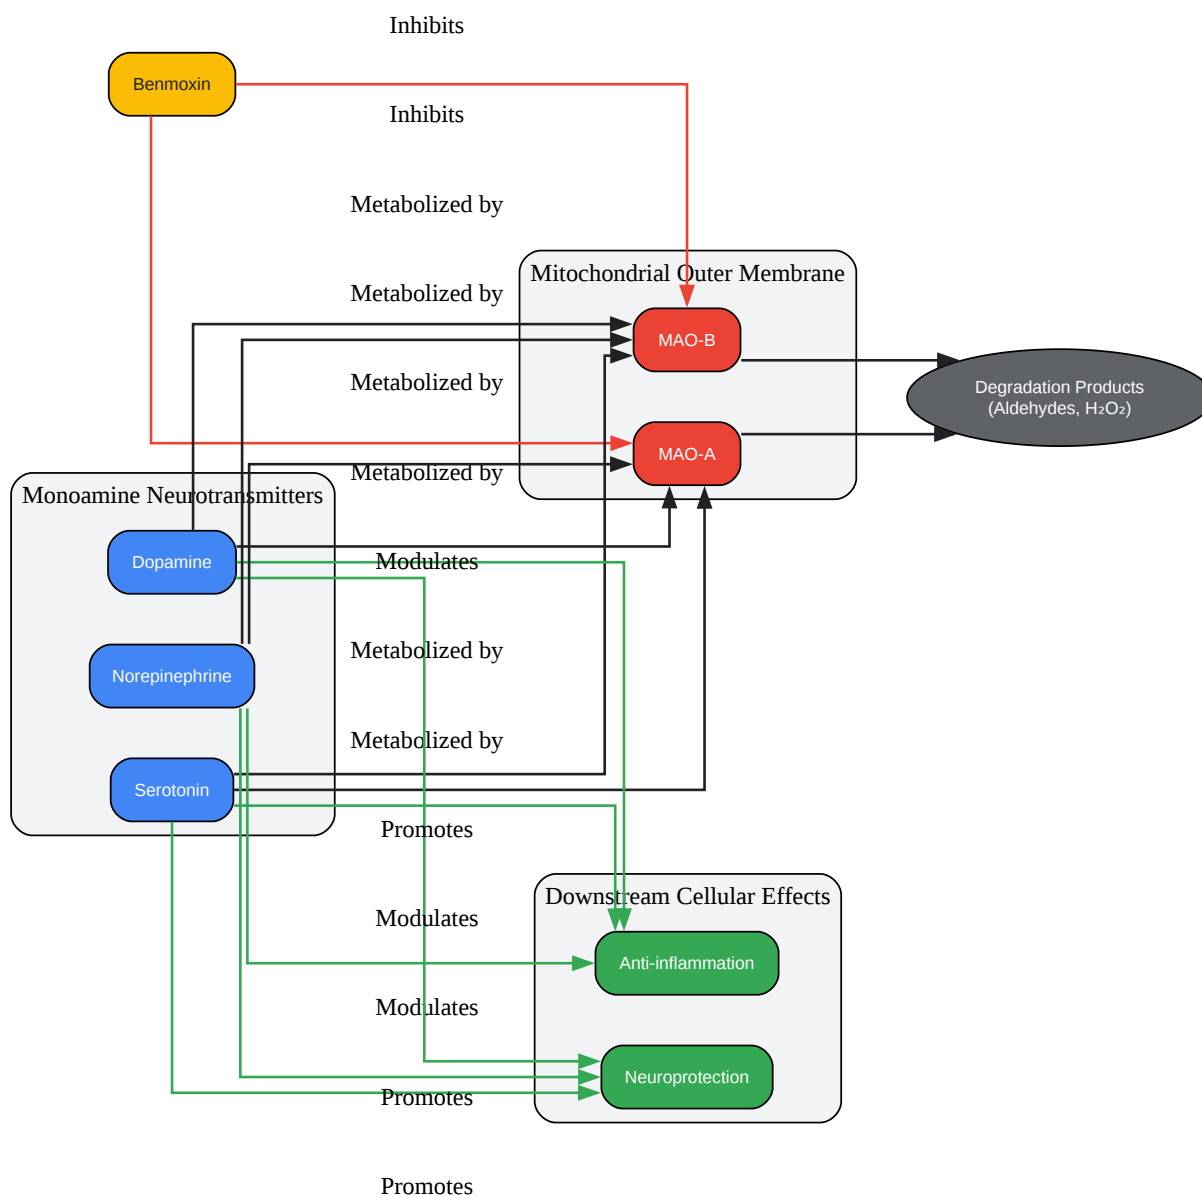 Inhibits
Benmoxin
Inhibits
Metabolized by
Mitochondrial Outer Membrane
Metabolized by
MAO-B
Metabolized by
Degradation Products
(Aldehydes, H₂O₂)
MAO-A
Metabolized by
Monoamine Neurotransmitters
Dopamine
Modulates
Metabolized by
Norepinephrine
Metabolized by
Serotonin
Promotes
Downstream Cellular Effects
Modulates
Anti-inflammation
Modulates
Neuroprotection
Promotes
Promotes